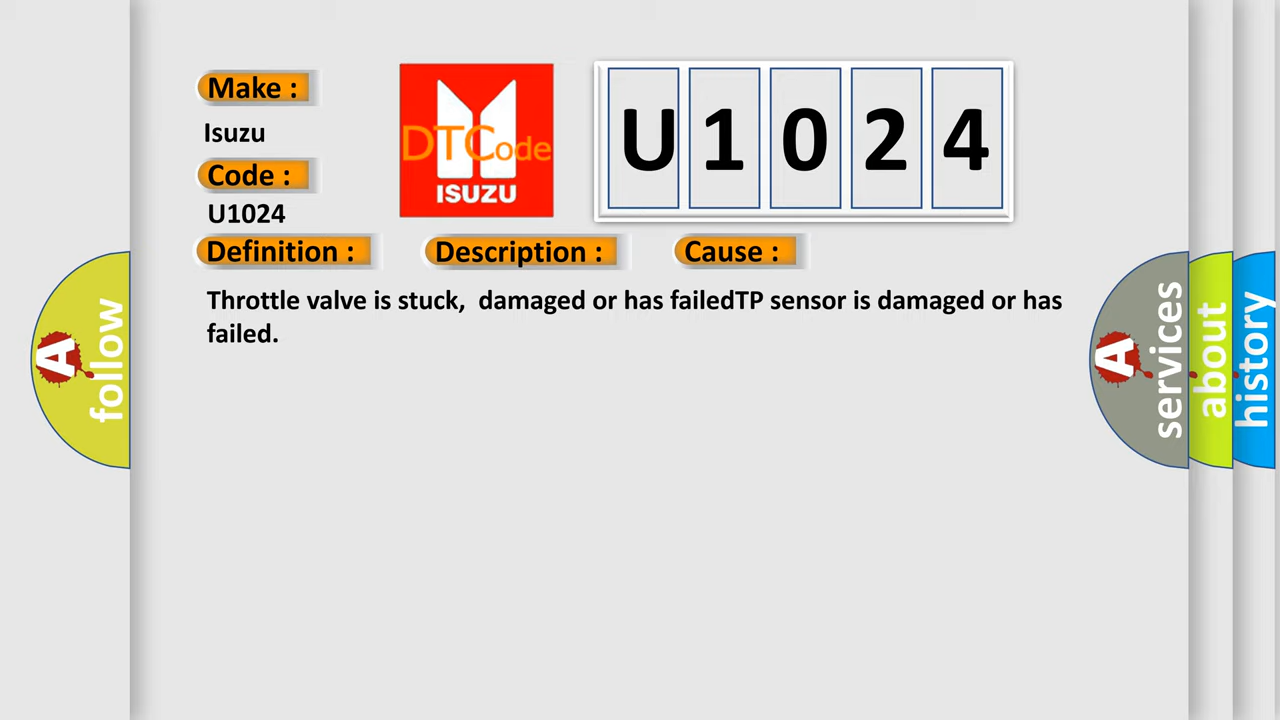 Make :
Isuzu
Code :
U1024
DTCode
ISUZU
U1024
Definition :
Description :
Cause :
Throttle valve is stuck,  damaged or has failedTP sensor is damaged or has
failed.
A
follow
A
services
about
history